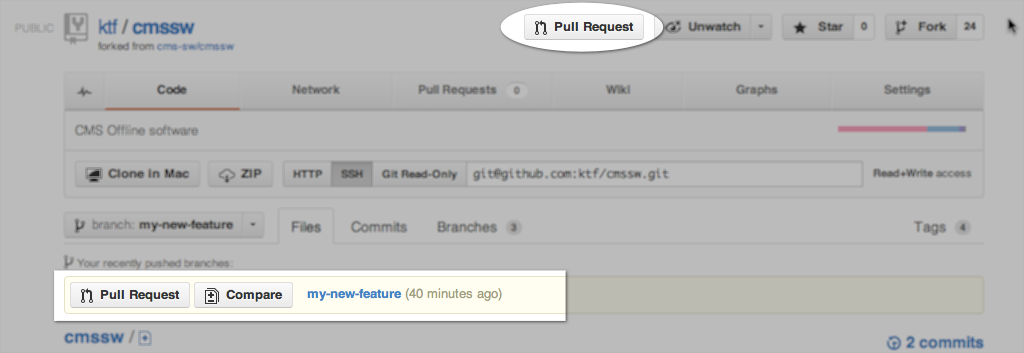 PUBLIC ktf / cmssw Pull Request Unwatch Star 0 Fork 24
forked from cms-sw/cmssw
Code Network Pull Requests 0 Wiki Graphs Settings
CMS Offline software
Clone in Mac ZIP HTTP SSH Git Read-Only git@github.com:ktf/cmssw.git Read+Write access
branch: my-new-feature Files Commits Branches 3 Tags 4
Your recently pushed branches:
Pull Request Compare my-new-feature (40 minutes ago)
cmssw / 2 commits